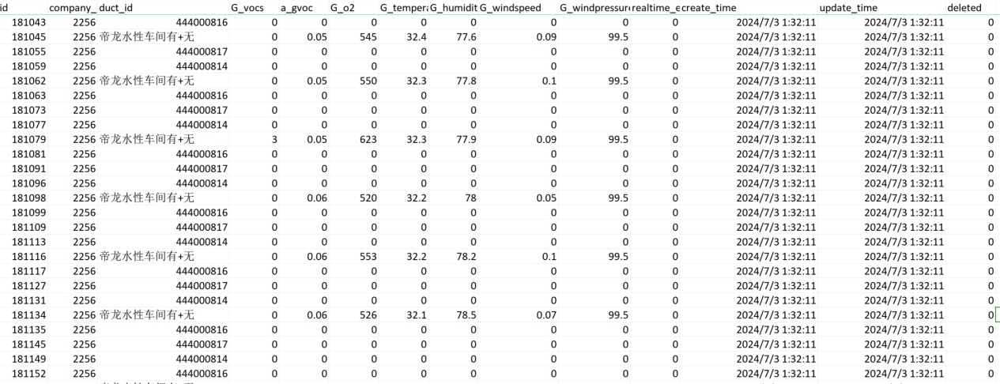 id company_ duct_id G_vocs a_gvoc G_o2 G_tempera G_humidit G_windspeed G_windpressur realtime_e create_time update_time deleted
181043 2256 444000816 0 0 0 0 0 0 0 0 2024/7/3 1:32:11 2024/7/3 1:32:11 0
181045 2256 帝龙水性车间有+无 0 0.05 545 32.4 77.6 0.09 99.5 0 2024/7/3 1:32:11 2024/7/3 1:32:11 0
181055 2256 444000817 0 0 0 0 0 0 0 0 2024/7/3 1:32:11 2024/7/3 1:32:11 0
181059 2256 444000814 0 0 0 0 0 0 0 0 2024/7/3 1:32:11 2024/7/3 1:32:11 0
181062 2256 帝龙水性车间有+无 0 0.05 550 32.3 77.8 0.1 99.5 0 2024/7/3 1:32:11 2024/7/3 1:32:11 0
181063 2256 444000816 0 0 0 0 0 0 0 0 2024/7/3 1:32:11 2024/7/3 1:32:11 0
181073 2256 444000817 0 0 0 0 0 0 0 0 2024/7/3 1:32:11 2024/7/3 1:32:11 0
181077 2256 444000814 0 0 0 0 0 0 0 0 2024/7/3 1:32:11 2024/7/3 1:32:11 0
181079 2256 帝龙水性车间有+无 3 0.05 623 32.3 77.9 0.09 99.5 0 2024/7/3 1:32:11 2024/7/3 1:32:11 0
181081 2256 444000816 0 0 0 0 0 0 0 0 2024/7/3 1:32:11 2024/7/3 1:32:11 0
181091 2256 444000817 0 0 0 0 0 0 0 0 2024/7/3 1:32:11 2024/7/3 1:32:11 0
181096 2256 444000814 0 0 0 0 0 0 0 0 2024/7/3 1:32:11 2024/7/3 1:32:11 0
181098 2256 帝龙水性车间有+无 0 0.06 520 32.2 78 0.05 99.5 0 2024/7/3 1:32:11 2024/7/3 1:32:11 0
181099 2256 444000816 0 0 0 0 0 0 0 0 2024/7/3 1:32:11 2024/7/3 1:32:11 0
181109 2256 444000817 0 0 0 0 0 0 0 0 2024/7/3 1:32:11 2024/7/3 1:32:11 0
181113 2256 444000814 0 0 0 0 0 0 0 0 2024/7/3 1:32:11 2024/7/3 1:32:11 0
181116 2256 帝龙水性车间有+无 0 0.06 553 32.2 78.2 0.1 99.5 0 2024/7/3 1:32:11 2024/7/3 1:32:11 0
181117 2256 444000816 0 0 0 0 0 0 0 0 2024/7/3 1:32:11 2024/7/3 1:32:11 0
181127 2256 444000817 0 0 0 0 0 0 0 0 2024/7/3 1:32:11 2024/7/3 1:32:11 0
181131 2256 444000814 0 0 0 0 0 0 0 0 2024/7/3 1:32:11 2024/7/3 1:32:11 0
181134 2256 帝龙水性车间有+无 0 0.06 526 32.1 78.5 0.07 99.5 0 2024/7/3 1:32:11 2024/7/3 1:32:11 0
181135 2256 444000816 0 0 0 0 0 0 0 0 2024/7/3 1:32:11 2024/7/3 1:32:11 0
181145 2256 444000817 0 0 0 0 0 0 0 0 2024/7/3 1:32:11 2024/7/3 1:32:11 0
181149 2256 444000814 0 0 0 0 0 0 0 0 2024/7/3 1:32:11 2024/7/3 1:32:11 0
181152 2256 444000816 0 0 0 0 0 0 0 0 2024/7/3 1:32:11 2024/7/3 1:32:11 0